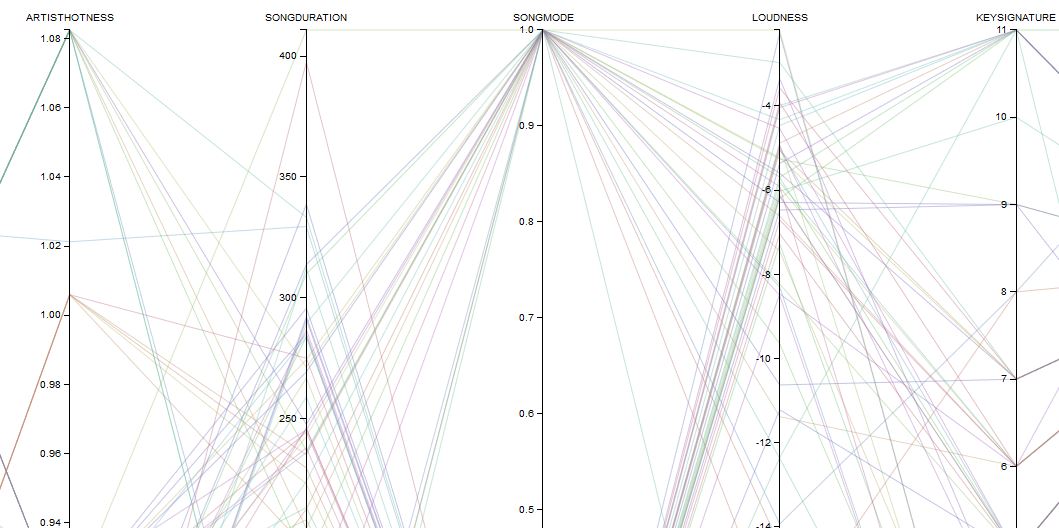 ARTISTHOTNESS SONGDURATION SONGMODE LOUDNESS KEYSIGNATURE
1.08 400 1.0 -4 11
1.06 350 0.9 -6 10
1.04 300 0.8 -8 9
1.02 250 0.7 -10 8
1.00 0.6 -12 7
0.98 0.5 -14 6
0.96
0.94